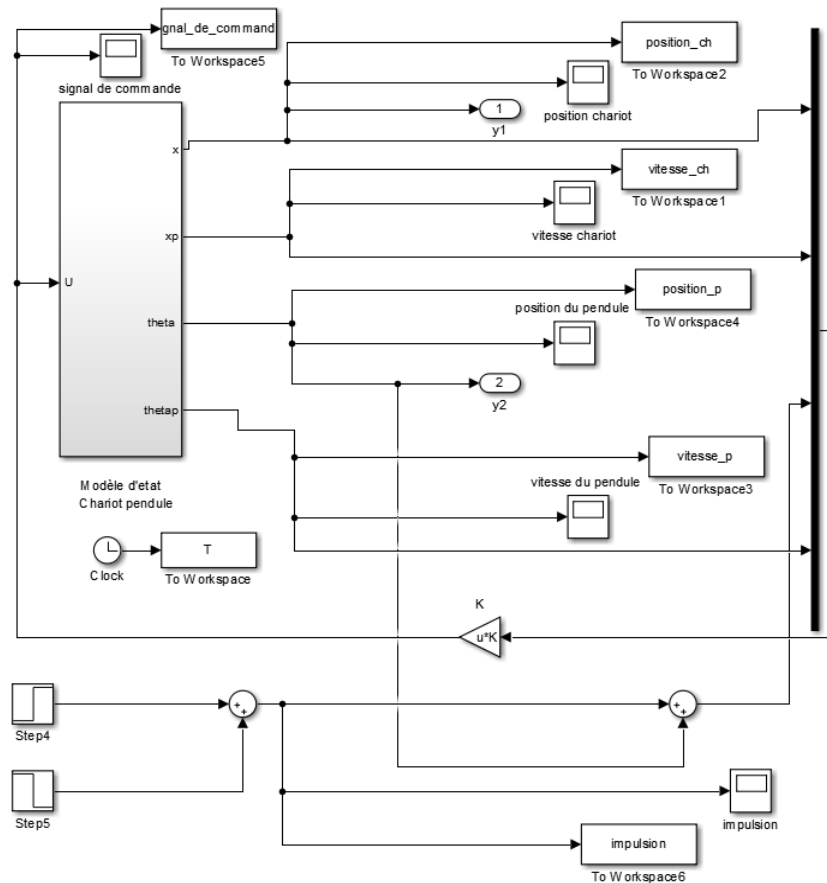 gnal_de_command
To Workspace5
signal de commande
position_ch
To Workspace2
position chariot
1
y1
x
vitesse_ch
To Workspace1
vitesse chariot
xp
U
position_p
To Workspace4
position du pendule
theta
2
y2
thetap
vitesse_p
To Workspace3
vitesse du pendule
Modèle d'etat
Chariot pendule
Clock
T
To Workspace
K
u*K
Step4
+
+
+
+
Step5
impulsion
impulsion
To Workspace6